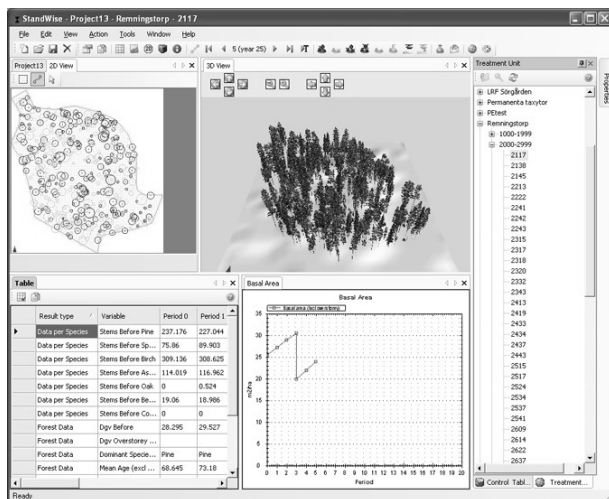 StandWise - Project13 - Remningstorp - 2117
File Edit View Action Tools Window Help
5 (year 25)
Project13 2D View
3D View
Treatment Unit
Properties
LRF Sörgården
Permanenta taxytor
PEtest
Remningstorp
1000-1999
2000-2999
2117
2138
2145
2213
2222
2241
2242
2243
2315
2317
2318
2320
2332
2343
2413
2419
2433
2434
2437
2443
2515
2517
2524
2534
2537
2541
2609
2614
2622
2637
Control Tabl... Treatment...
Table
Result type Variable Period 0 Period 1
Data per Species Stems Before Pine 237.176 227.044
Data per Species Stems Before Sp... 75.86 89.903
Data per Species Stems Before Birch 309.136 308.625
Data per Species Stems Before As... 114.019 116.962
Data per Species Stems Before Oak 0 0.524
Data per Species Stems Before Be... 19.06 18.986
Data per Species Stems Before Co... 0 0
Forest Data Dgv Before 28.295 29.527
Forest Data Dgv Overstorey ...
Forest Data Dominant Specie... Pine Pine
Forest Data Mean Age (excl ... 68.645 73.18
Basal Area
Basal Area
m2/ha
35
30
25
20
15
10
5
0
0 1 2 3 4 5 6 7 8 9 10 11 12 13 14 15 16 17 18 19 20
Period
Ready